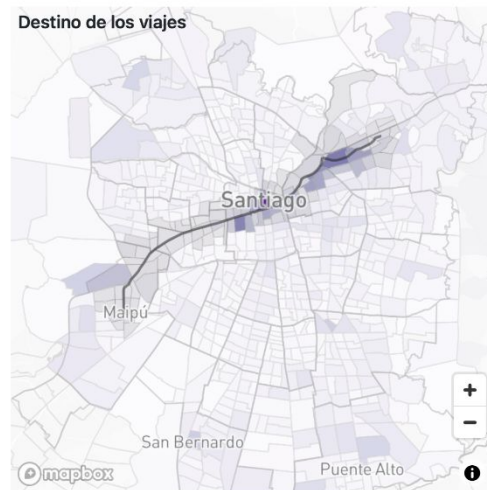 Destino de los viajes
Santiago
Maipú
San Bernardo
Puente Alto
mapbox